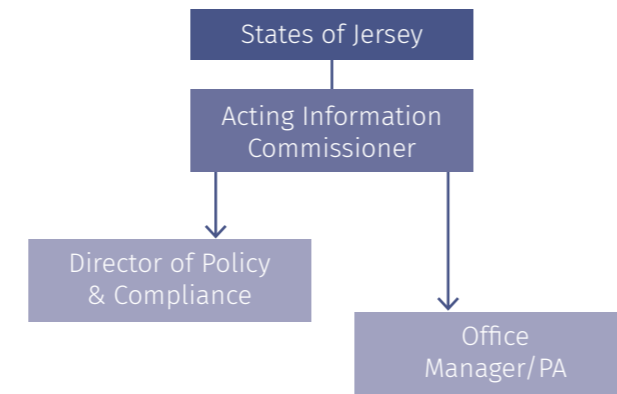 States of Jersey
Acting Information
Commissioner
Director of Policy
& Compliance
Office
Manager/PA